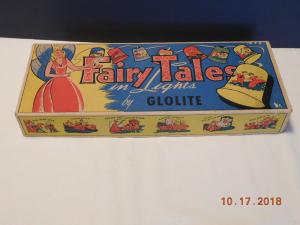 Fairy Tales
in Lights
by GLOLITE
10.17.2018